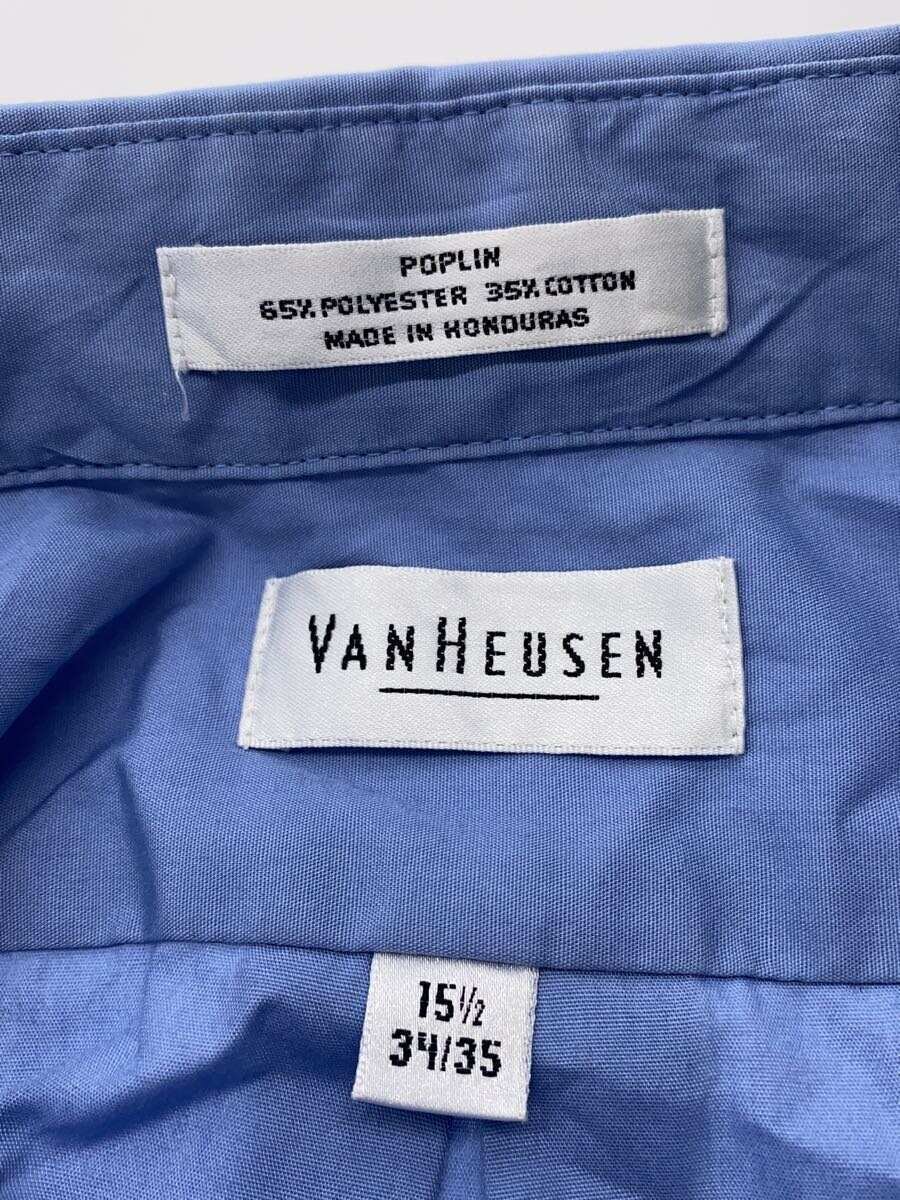 POPLIN
65% POLYESTER 35% COTTON
MADE IN HONDURAS
VAN HEUSEN
15½
34/35